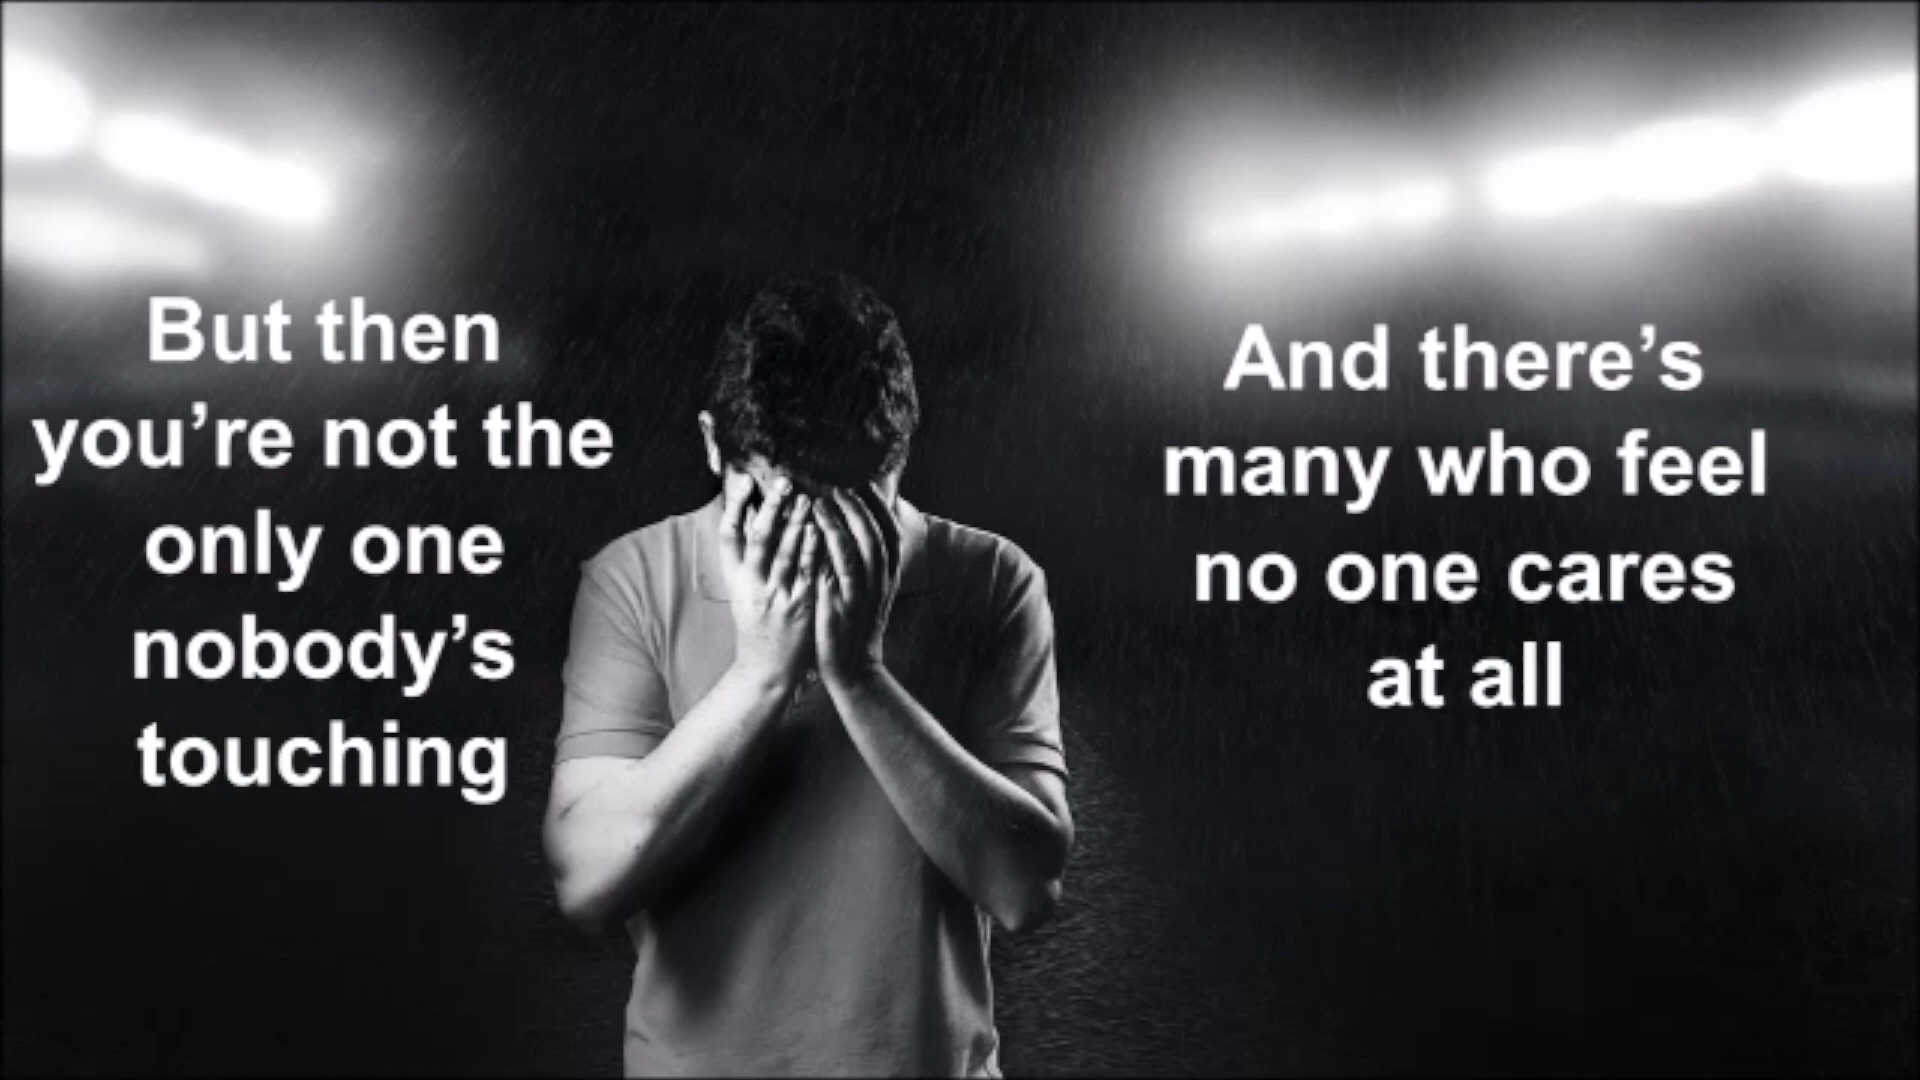 But then
you’re not the
only one
nobody’s
touching
And there’s
many who feel
no one cares
at all